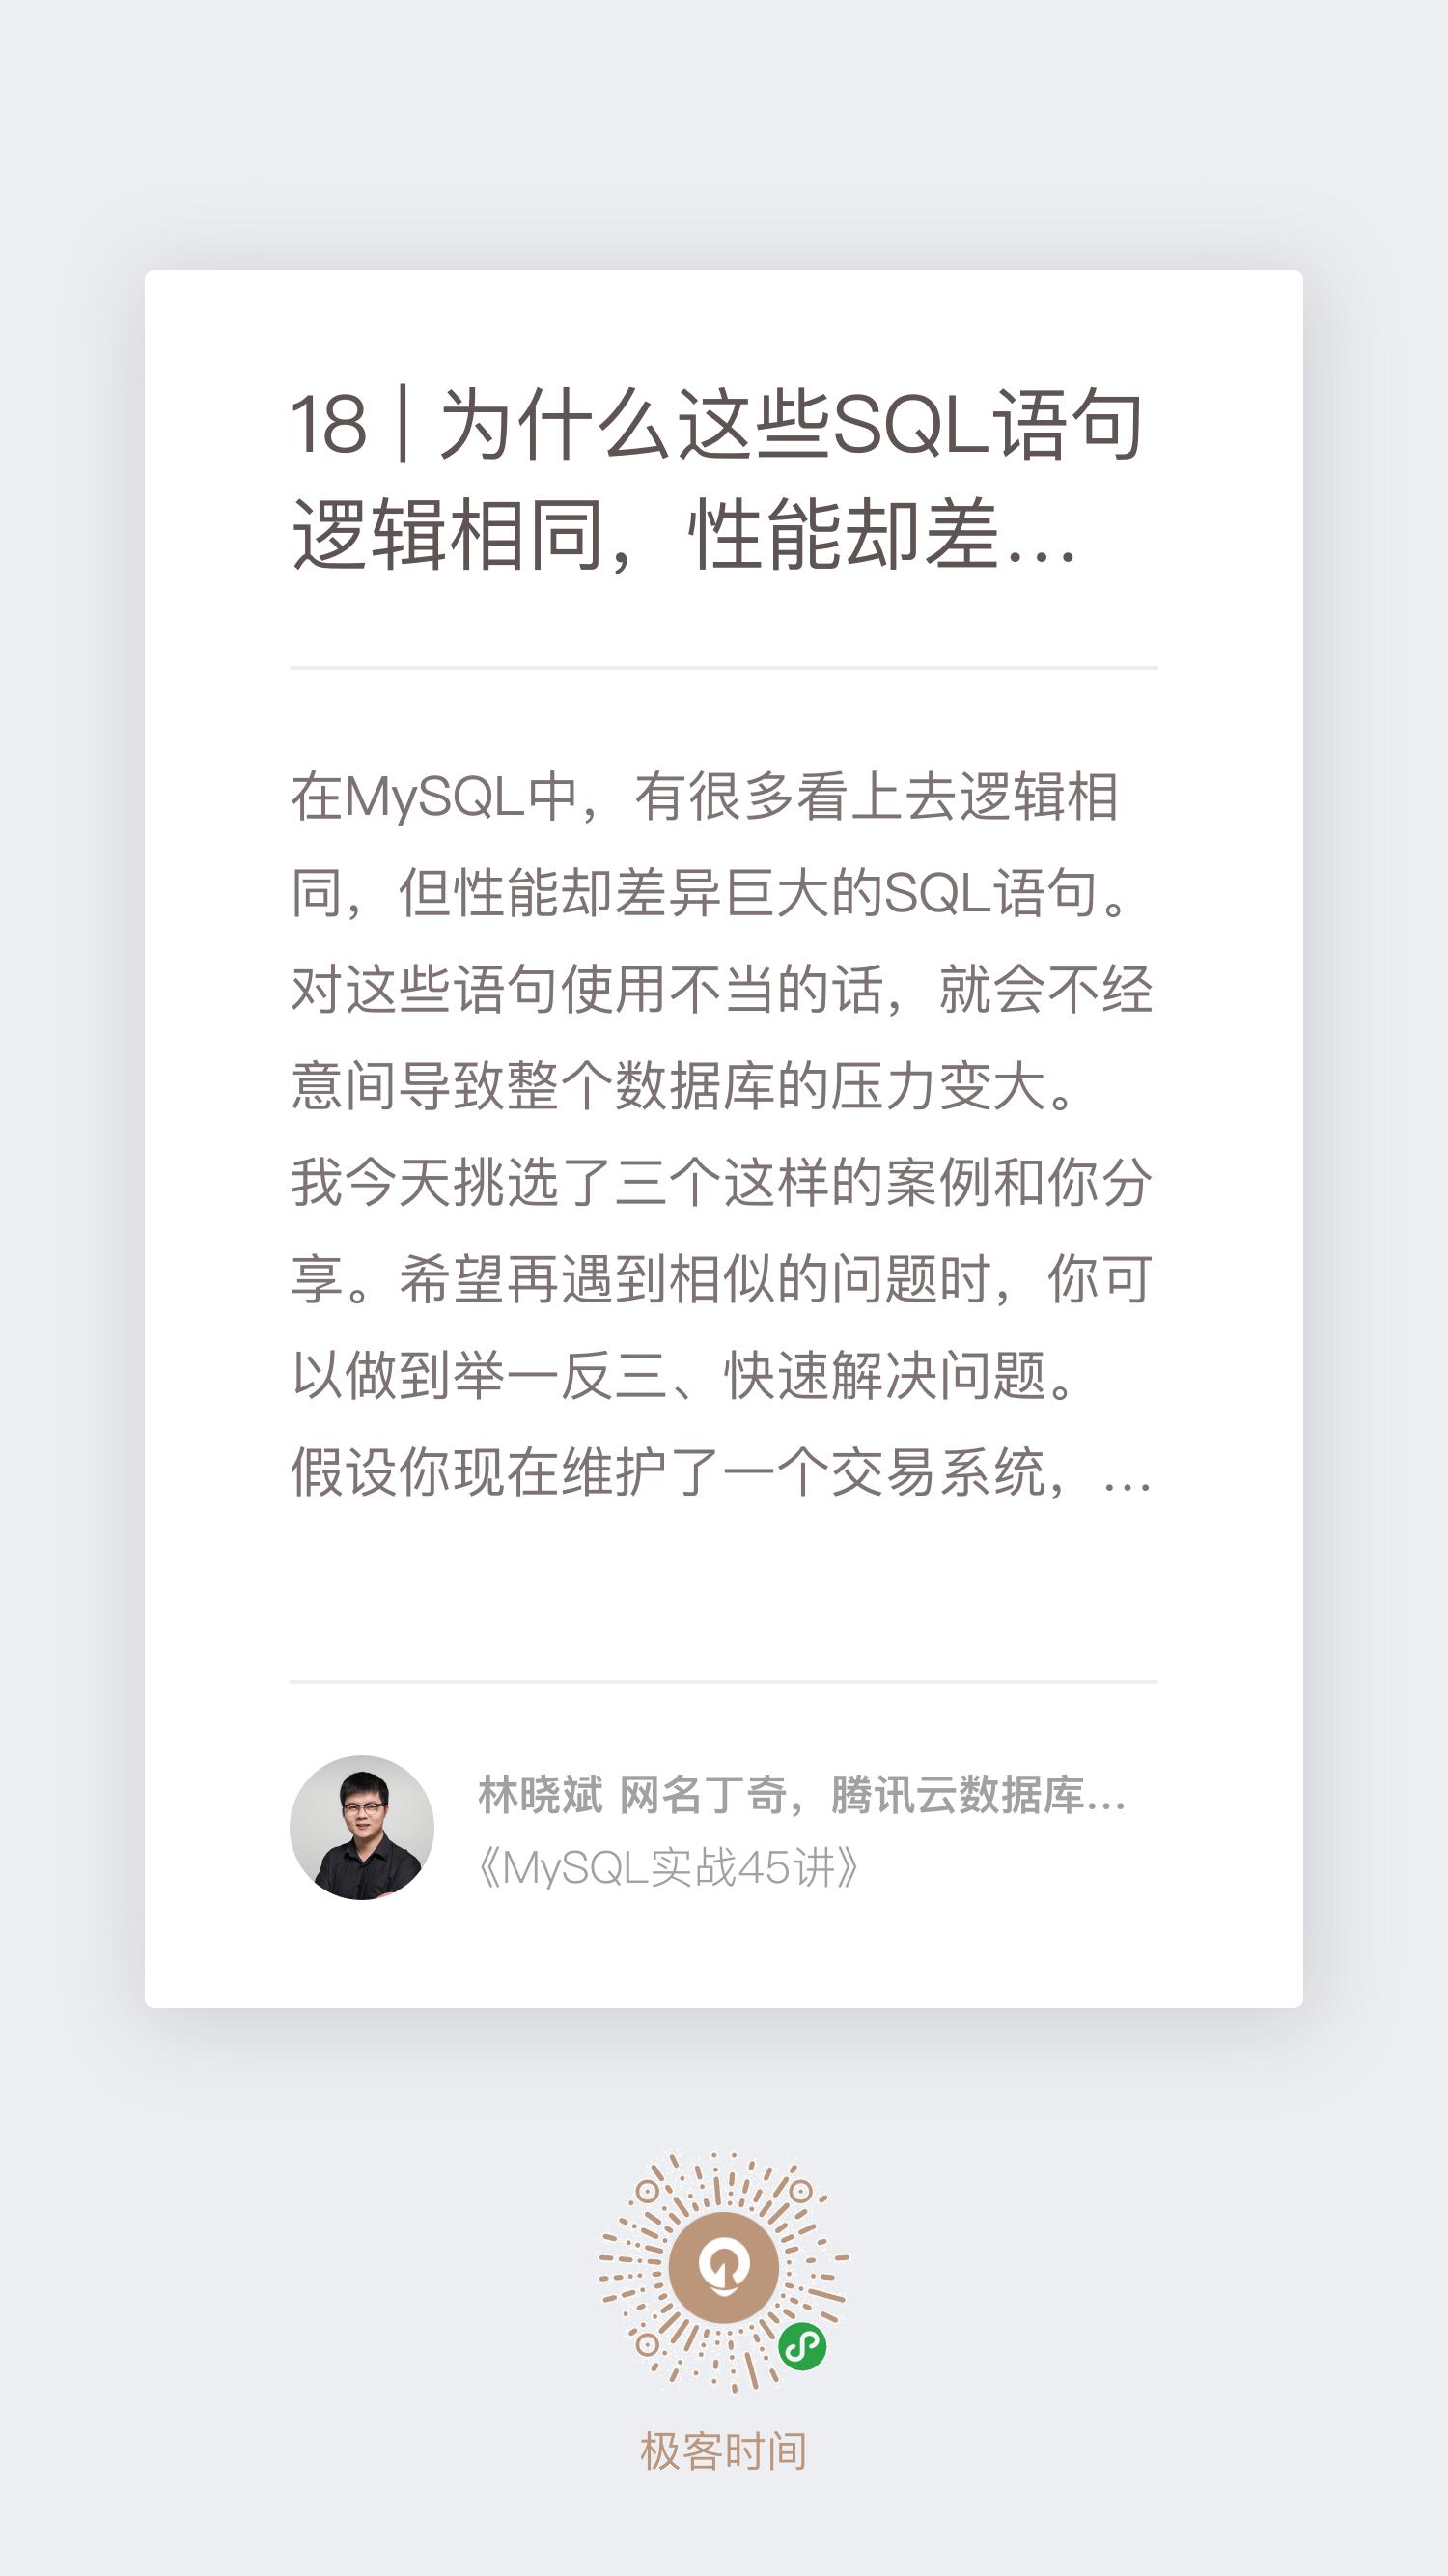 18 | 为什么这些SQL语句
逻辑相同，性能却差...
在MySQL中，有很多看上去逻辑相
同，但性能却差异巨大的SQL语句。
对这些语句使用不当的话，就会不经
意间导致整个数据库的压力变大。
我今天挑选了三个这样的案例和你分
享。希望再遇到相似的问题时，你可
以做到举一反三、快速解决问题。
假设你现在维护了一个交易系统，...
林晓斌 网名丁奇，腾讯云数据库...
《MySQL实战45讲》
极客时间